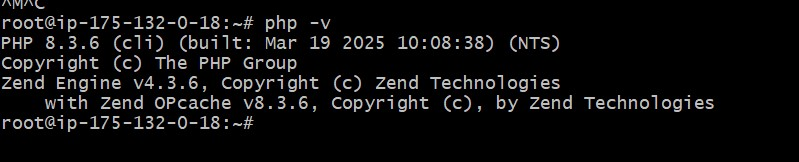 ^M^C
root@ip-175-132-0-18:~# php -v
PHP 8.3.6 (cli) (built: Mar 19 2025 10:08:38) (NTS)
Copyright (c) The PHP Group
Zend Engine v4.3.6, Copyright (c) Zend Technologies
    with Zend OPcache v8.3.6, Copyright (c), by Zend Technologies
root@ip-175-132-0-18:~#